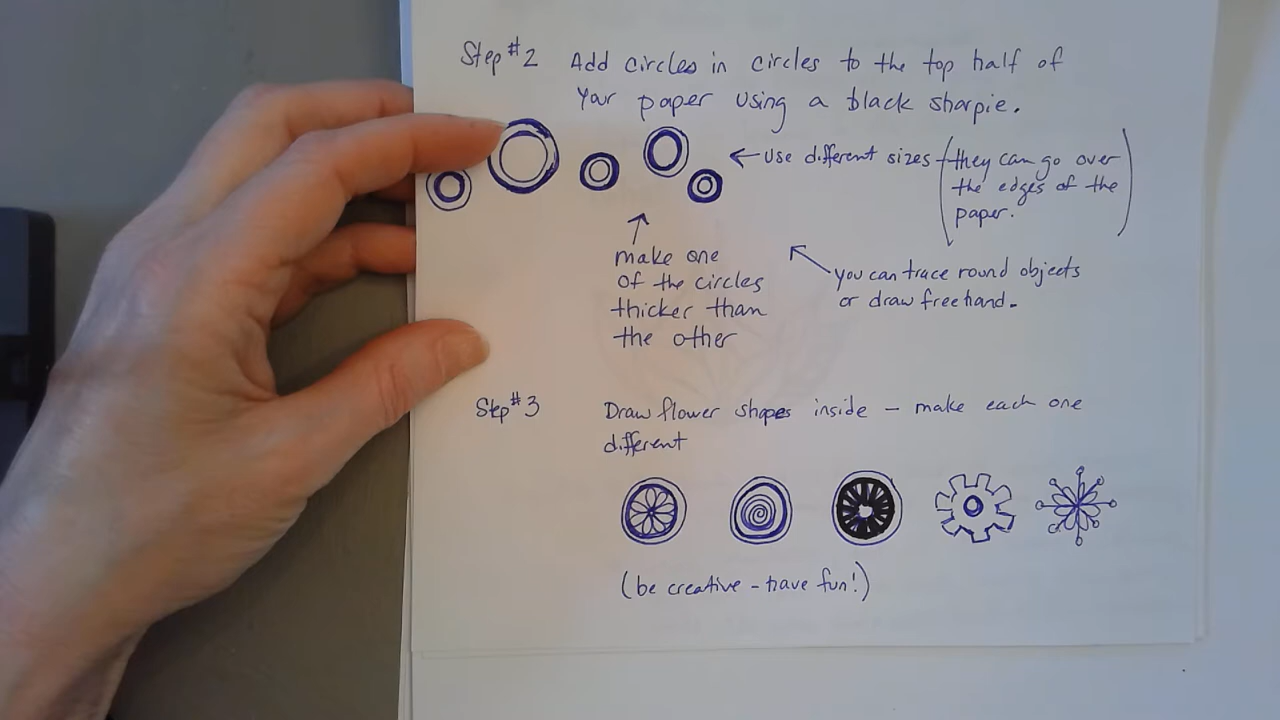 Step #2 Add circles in circles to the top half of
your paper using a black sharpie.
← use different sizes (they can go over
the edges of the
paper.)
make one
of the circles
thicker than
the other
you can trace round objects
or draw freehand.
Step #3 Draw flower shapes inside – make each one
different
(be creative – have fun!)